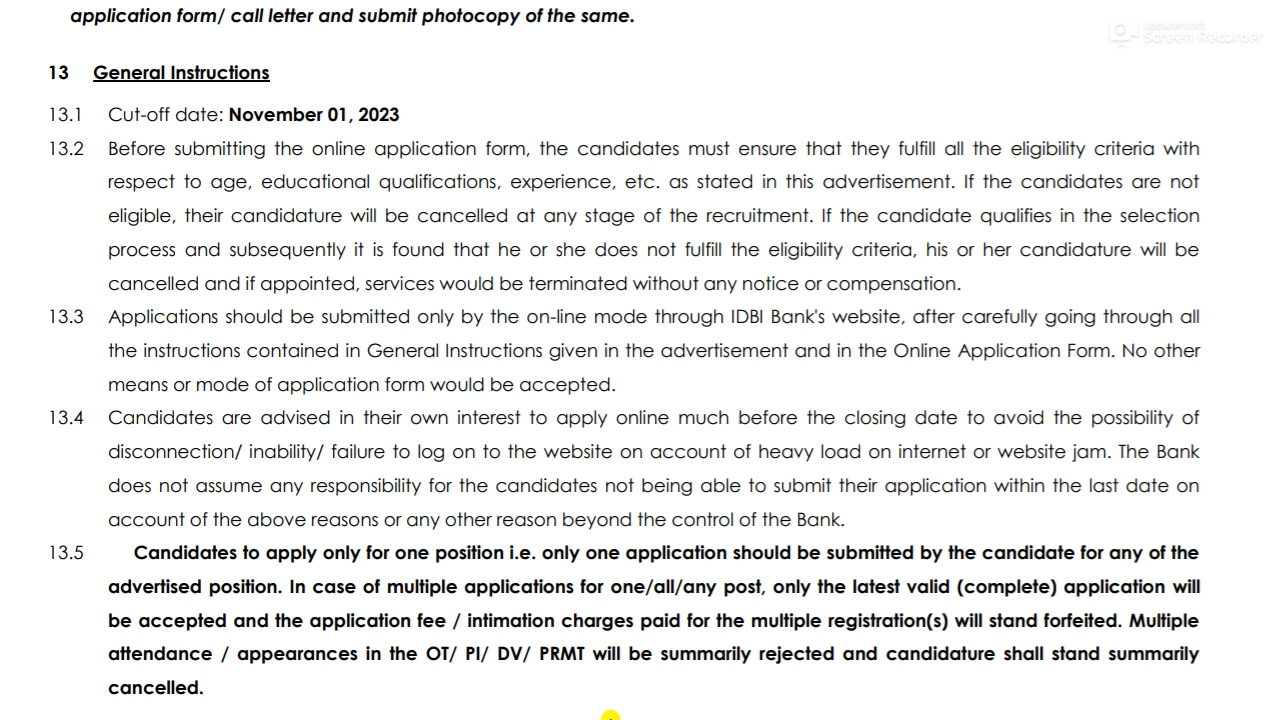 application form/ call letter and submit photocopy of the same.
Apowersoft
Screen Recorder
13 General Instructions
13.1 Cut-off date: November 01, 2023
13.2 Before submitting the online application form, the candidates must ensure that they fulfill all the eligibility criteria with
respect to age, educational qualifications, experience, etc. as stated in this advertisement. If the candidates are not
eligible, their candidature will be cancelled at any stage of the recruitment. If the candidate qualifies in the selection
process and subsequently it is found that he or she does not fulfill the eligibility criteria, his or her candidature will be
cancelled and if appointed, services would be terminated without any notice or compensation.
13.3 Applications should be submitted only by the on-line mode through IDBI Bank's website, after carefully going through all
the instructions contained in General Instructions given in the advertisement and in the Online Application Form. No other
means or mode of application form would be accepted.
13.4 Candidates are advised in their own interest to apply online much before the closing date to avoid the possibility of
disconnection/ inability/ failure to log on to the website on account of heavy load on internet or website jam. The Bank
does not assume any responsibility for the candidates not being able to submit their application within the last date on
account of the above reasons or any other reason beyond the control of the Bank.
13.5 Candidates to apply only for one position i.e. only one application should be submitted by the candidate for any of the
advertised position. In case of multiple applications for one/all/any post, only the latest valid (complete) application will
be accepted and the application fee / intimation charges paid for the multiple registration(s) will stand forfeited. Multiple
attendance / appearances in the OT/ PI/ DV/ PRMT will be summarily rejected and candidature shall stand summarily
cancelled.